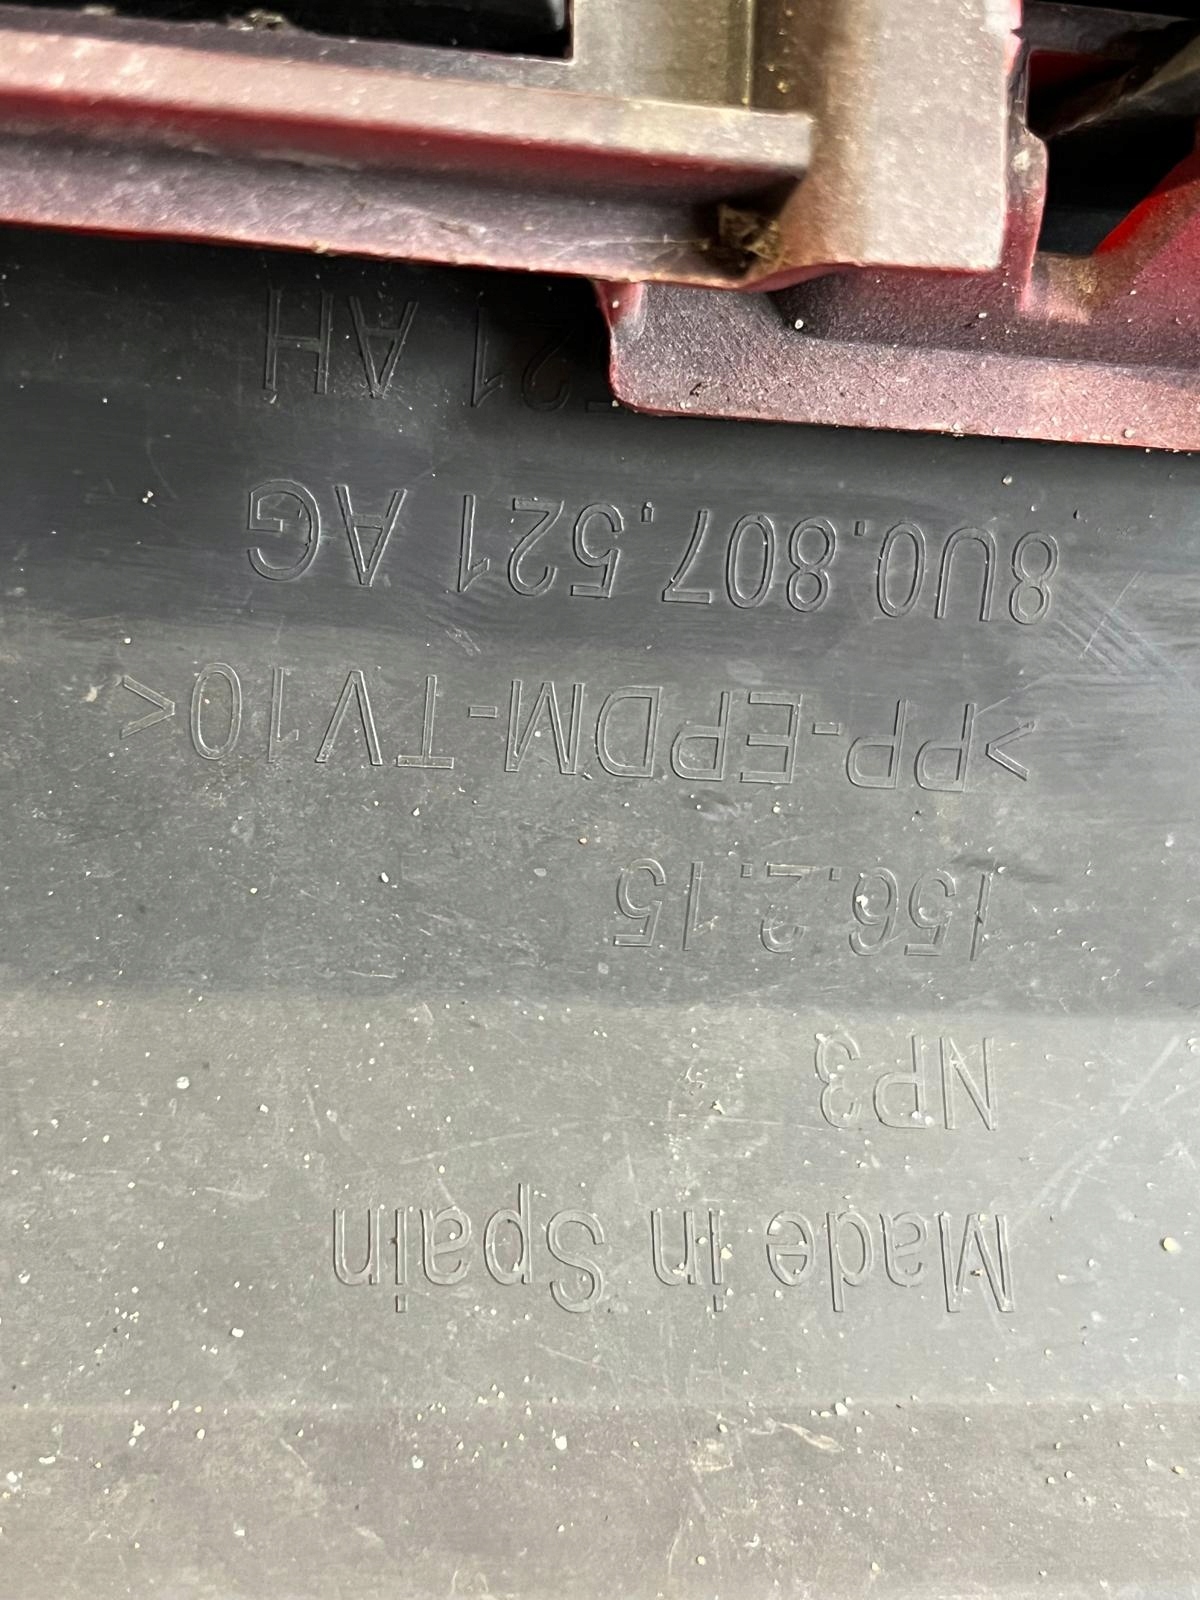 21 AH
8U0.807.521 AG
>PP-EPDM-TV10<
156.2.15
NP3
Made in Spain